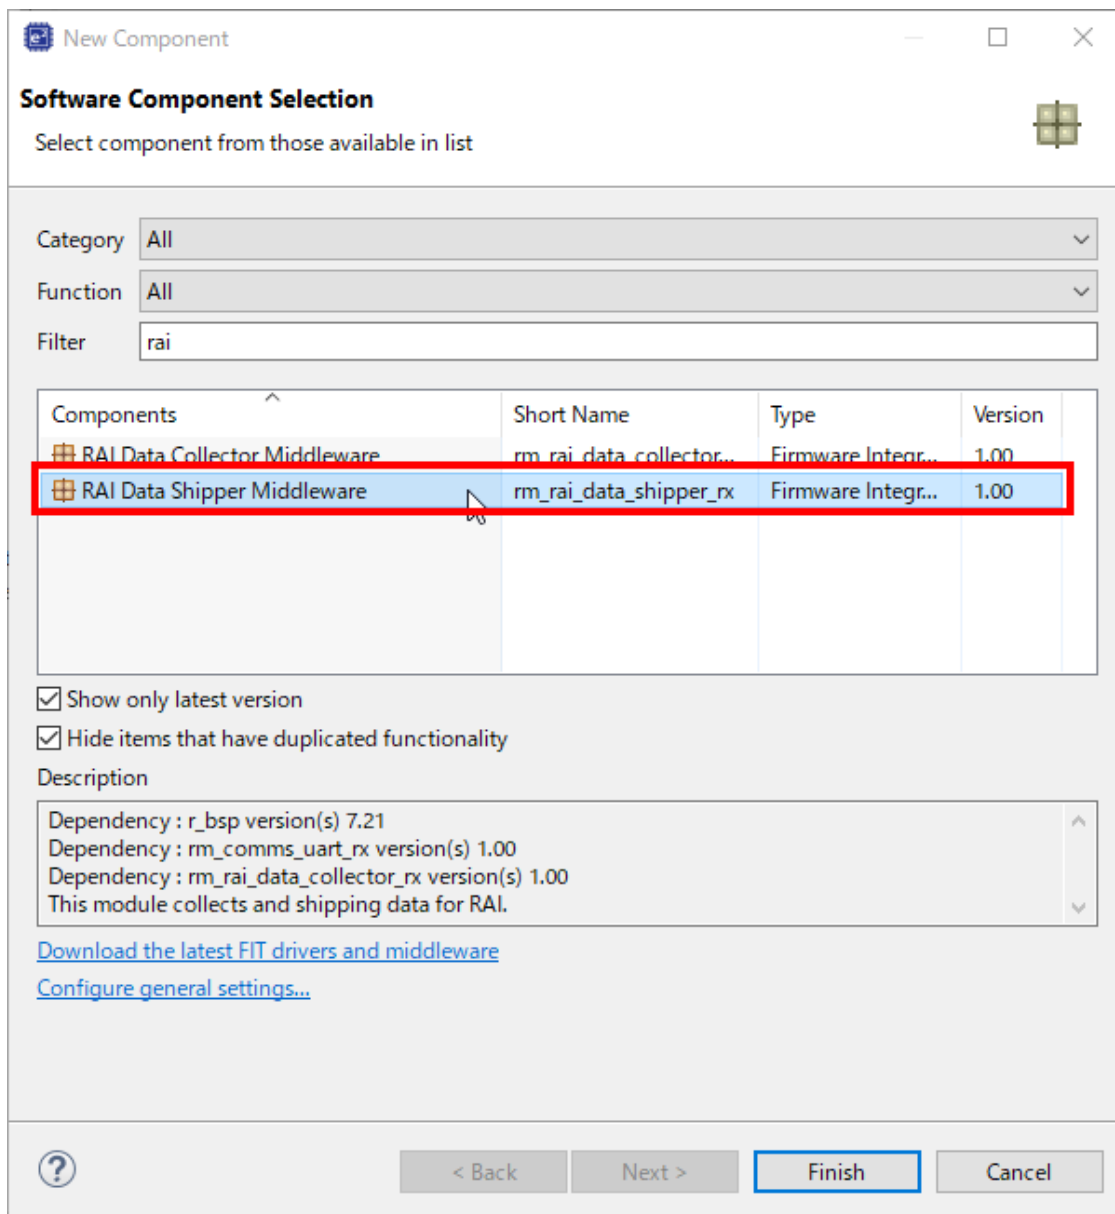 New Component
Software Component Selection
Select component from those available in list
Category All
Function All
Filter rai
Components Short Name Type Version
RAI Data Collector Middleware rm_rai_data_collector... Firmware Integr... 1.00
RAI Data Shipper Middleware rm_rai_data_shipper_rx Firmware Integr... 1.00
Show only latest version
Hide items that have duplicated functionality
Description
Dependency : r_bsp version(s) 7.21
Dependency : rm_comms_uart_rx version(s) 1.00
Dependency : rm_rai_data_collector_rx version(s) 1.00
This module collects and shipping data for RAI.
Download the latest FIT drivers and middleware
Configure general settings...
? < Back Next > Finish Cancel